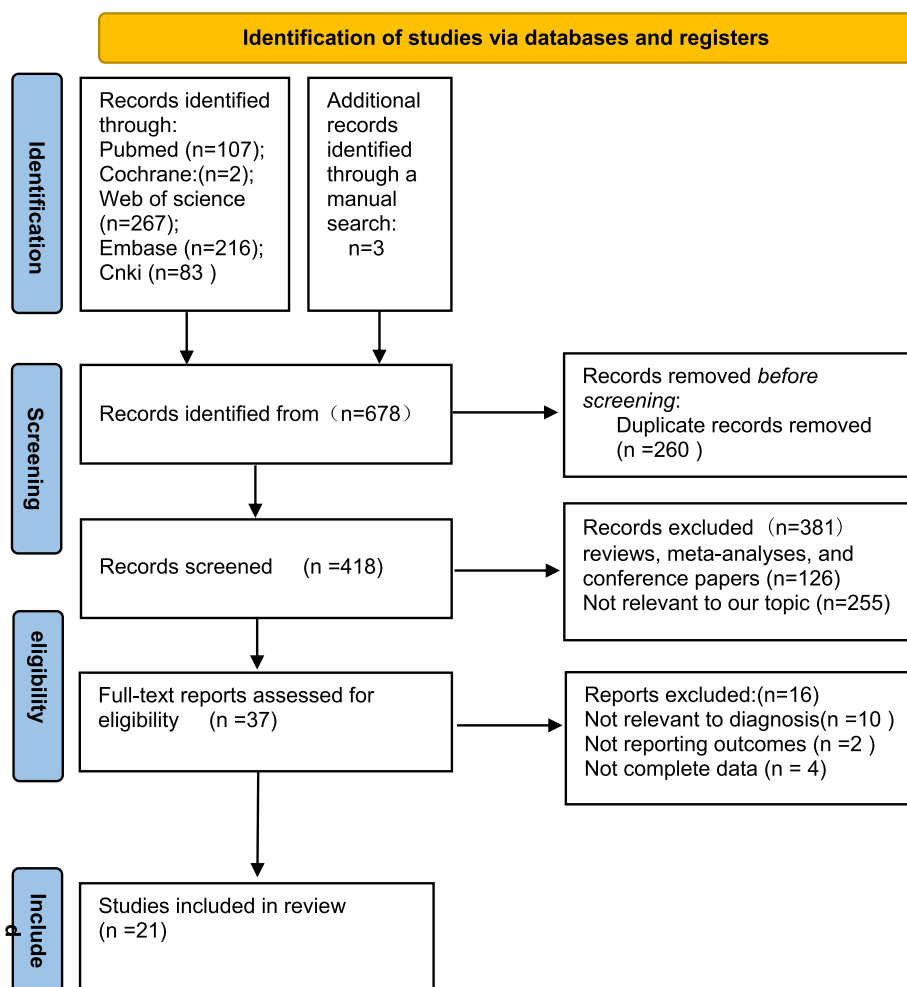 Identification of studies via databases and registers
Identification
Records identified
through:
Pubmed (n=107);
Cochrane:(n=2);
Web of science
(n=267);
Embase (n=216);
Cnki (n=83 )
Additional
records
identified
through a
manual
search:
n=3
Screening
Records identified from（n=678）
Records removed before
screening:
Duplicate records removed
(n =260 )
Records screened (n =418)
Records excluded（n=381）
reviews, meta-analyses, and
conference papers (n=126)
Not relevant to our topic (n=255)
eligibility
Full-text reports assessed for
eligibility (n =37)
Reports excluded:(n=16)
Not relevant to diagnosis(n =10 )
Not reporting outcomes (n =2 )
Not complete data (n = 4)
Include
d
Studies included in review
(n =21)